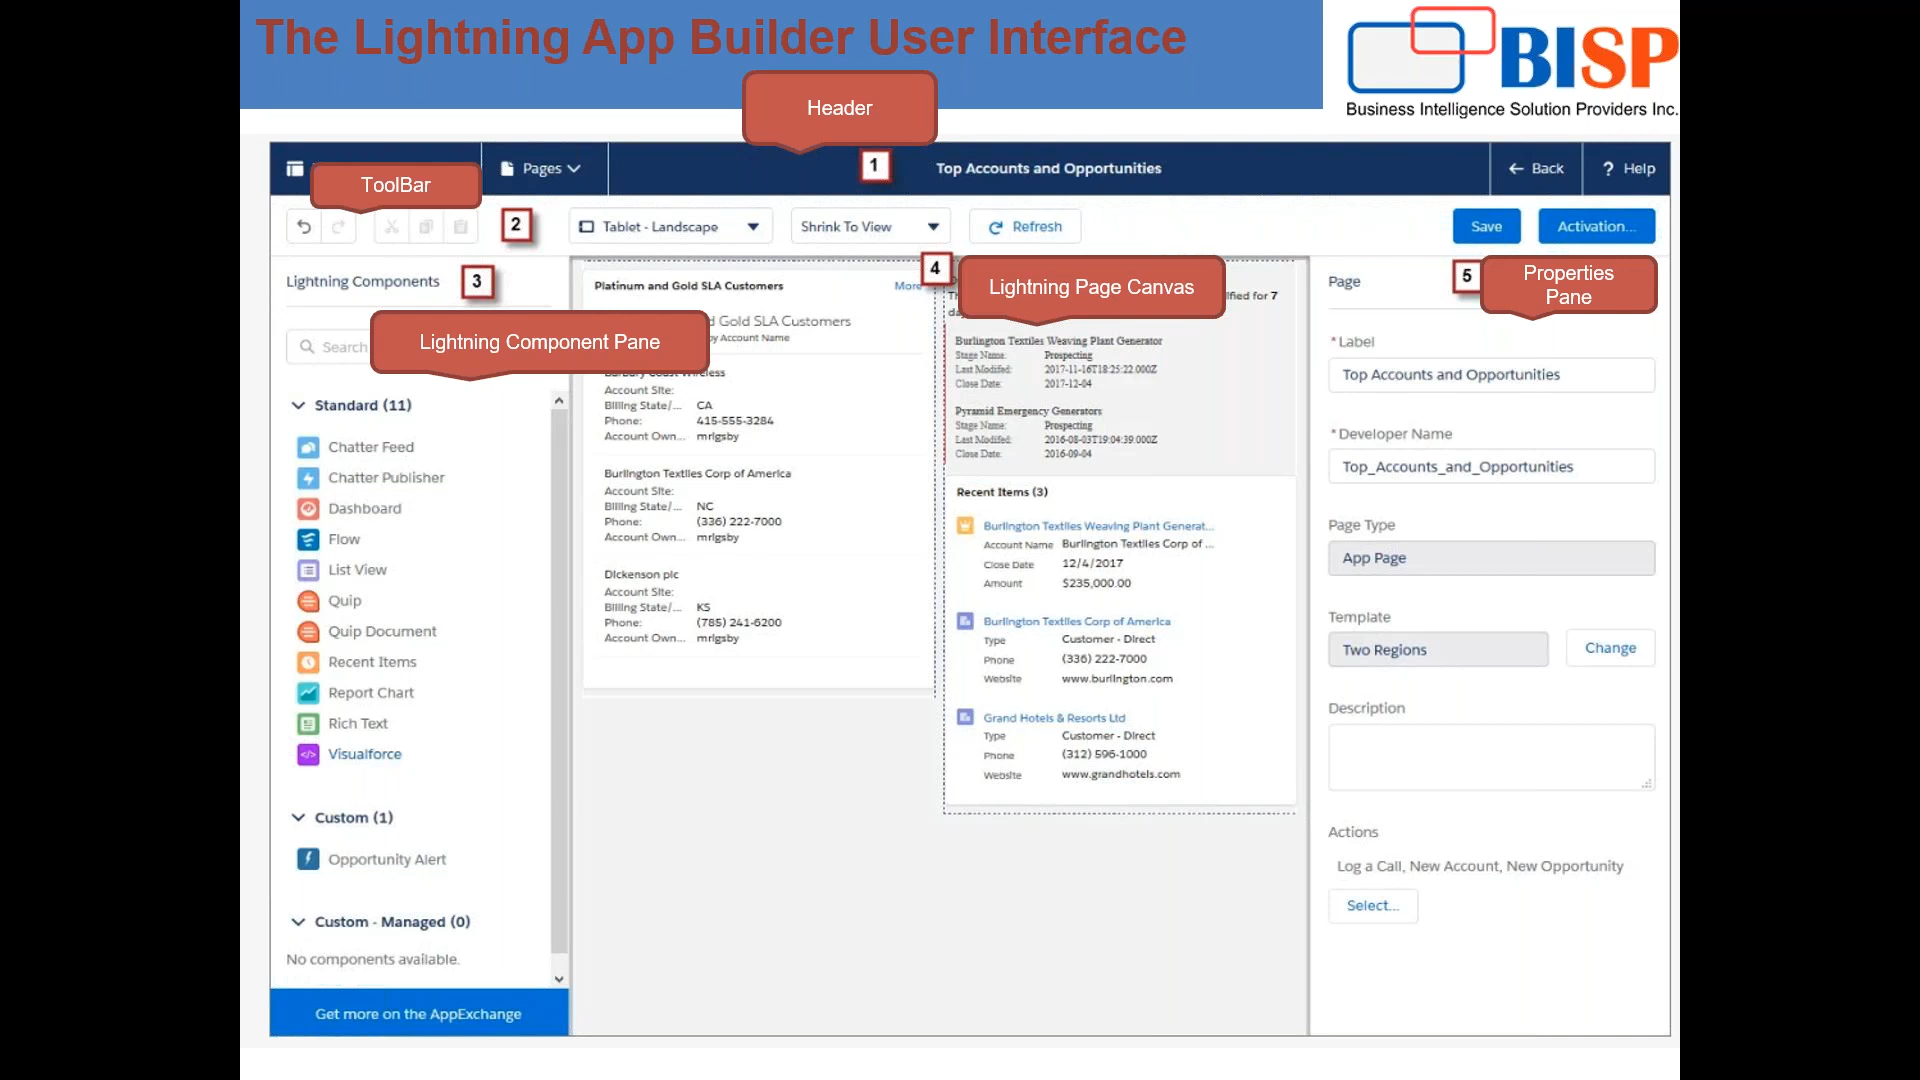 The Lightning App Builder User Interface
BISP
Business Intelligence Solution Providers Inc.
Header
Pages
1
Top Accounts and Opportunities
Back
? Help
ToolBar
2
Tablet - Landscape
Shrink To View
Refresh
Save
Activation...
Lightning Components
3
Search
Lightning Component Pane
Standard (11)
Chatter Feed
Chatter Publisher
Dashboard
Flow
List View
Quip
Quip Document
Recent Items
Report Chart
Rich Text
Visualforce
Custom (1)
Opportunity Alert
Custom - Managed (0)
No components available.
Get more on the AppExchange
Platinum and Gold SLA Customers
More
d Gold SLA Customers
by Account Name
Account Site:
Billing State/... CA
Phone: 415-555-3284
Account Own... mrigsby
Burlington Textiles Corp of America
Account Site:
Billing State/... NC
Phone: (336) 222-7000
Account Own... mrigsby
Dickenson plc
Account Site:
Billing State/... KS
Phone: (785) 241-6200
Account Own... mrigsby
4
Lightning Page Canvas
ified for 7
Burlington Textiles Weaving Plant Generator
Stage Name: Prospecting
Last Modified: 2017-11-16T18:25:22.000Z
Close Date: 2017-12-04
Pyramid Emergency Generators
Stage Name: Prospecting
Last Modified: 2016-08-03T19:04:39.000Z
Close Date: 2016-09-04
Recent Items (3)
Burlington Textiles Weaving Plant Generat...
Account Name Burlington Textiles Corp of ...
Close Date 12/4/2017
Amount $235,000.00
Burlington Textiles Corp of America
Type Customer - Direct
Phone (336) 222-7000
Website www.burlington.com
Grand Hotels & Resorts Ltd
Type Customer - Direct
Phone (312) 596-1000
Website www.grandhotels.com
Page
5
Properties
Pane
*Label
Top Accounts and Opportunities
*Developer Name
Top_Accounts_and_Opportunities
Page Type
App Page
Template
Two Regions
Change
Description
Actions
Log a Call, New Account, New Opportunity
Select...